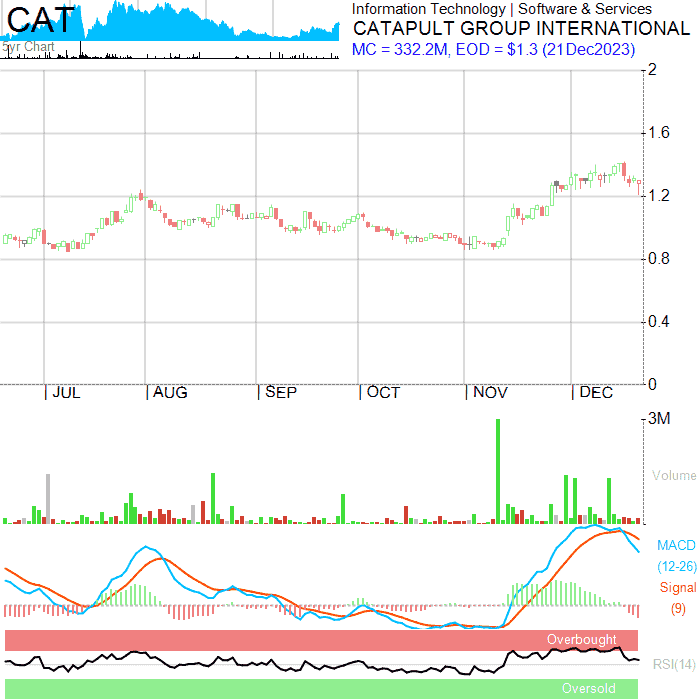 CAT
5yr Chart
Information Technology | Software & Services
CATAPULT GROUP INTERNATIONAL
MC = 332.2M, EOD = $1.3 (21Dec2023)
2
1.6
1.2
0.8
0.4
0
| JUL | AUG | SEP | OCT | NOV | DEC
3M
Volume
MACD
(12-26)
Signal
(9)
Overbought
RSI(14)
Oversold